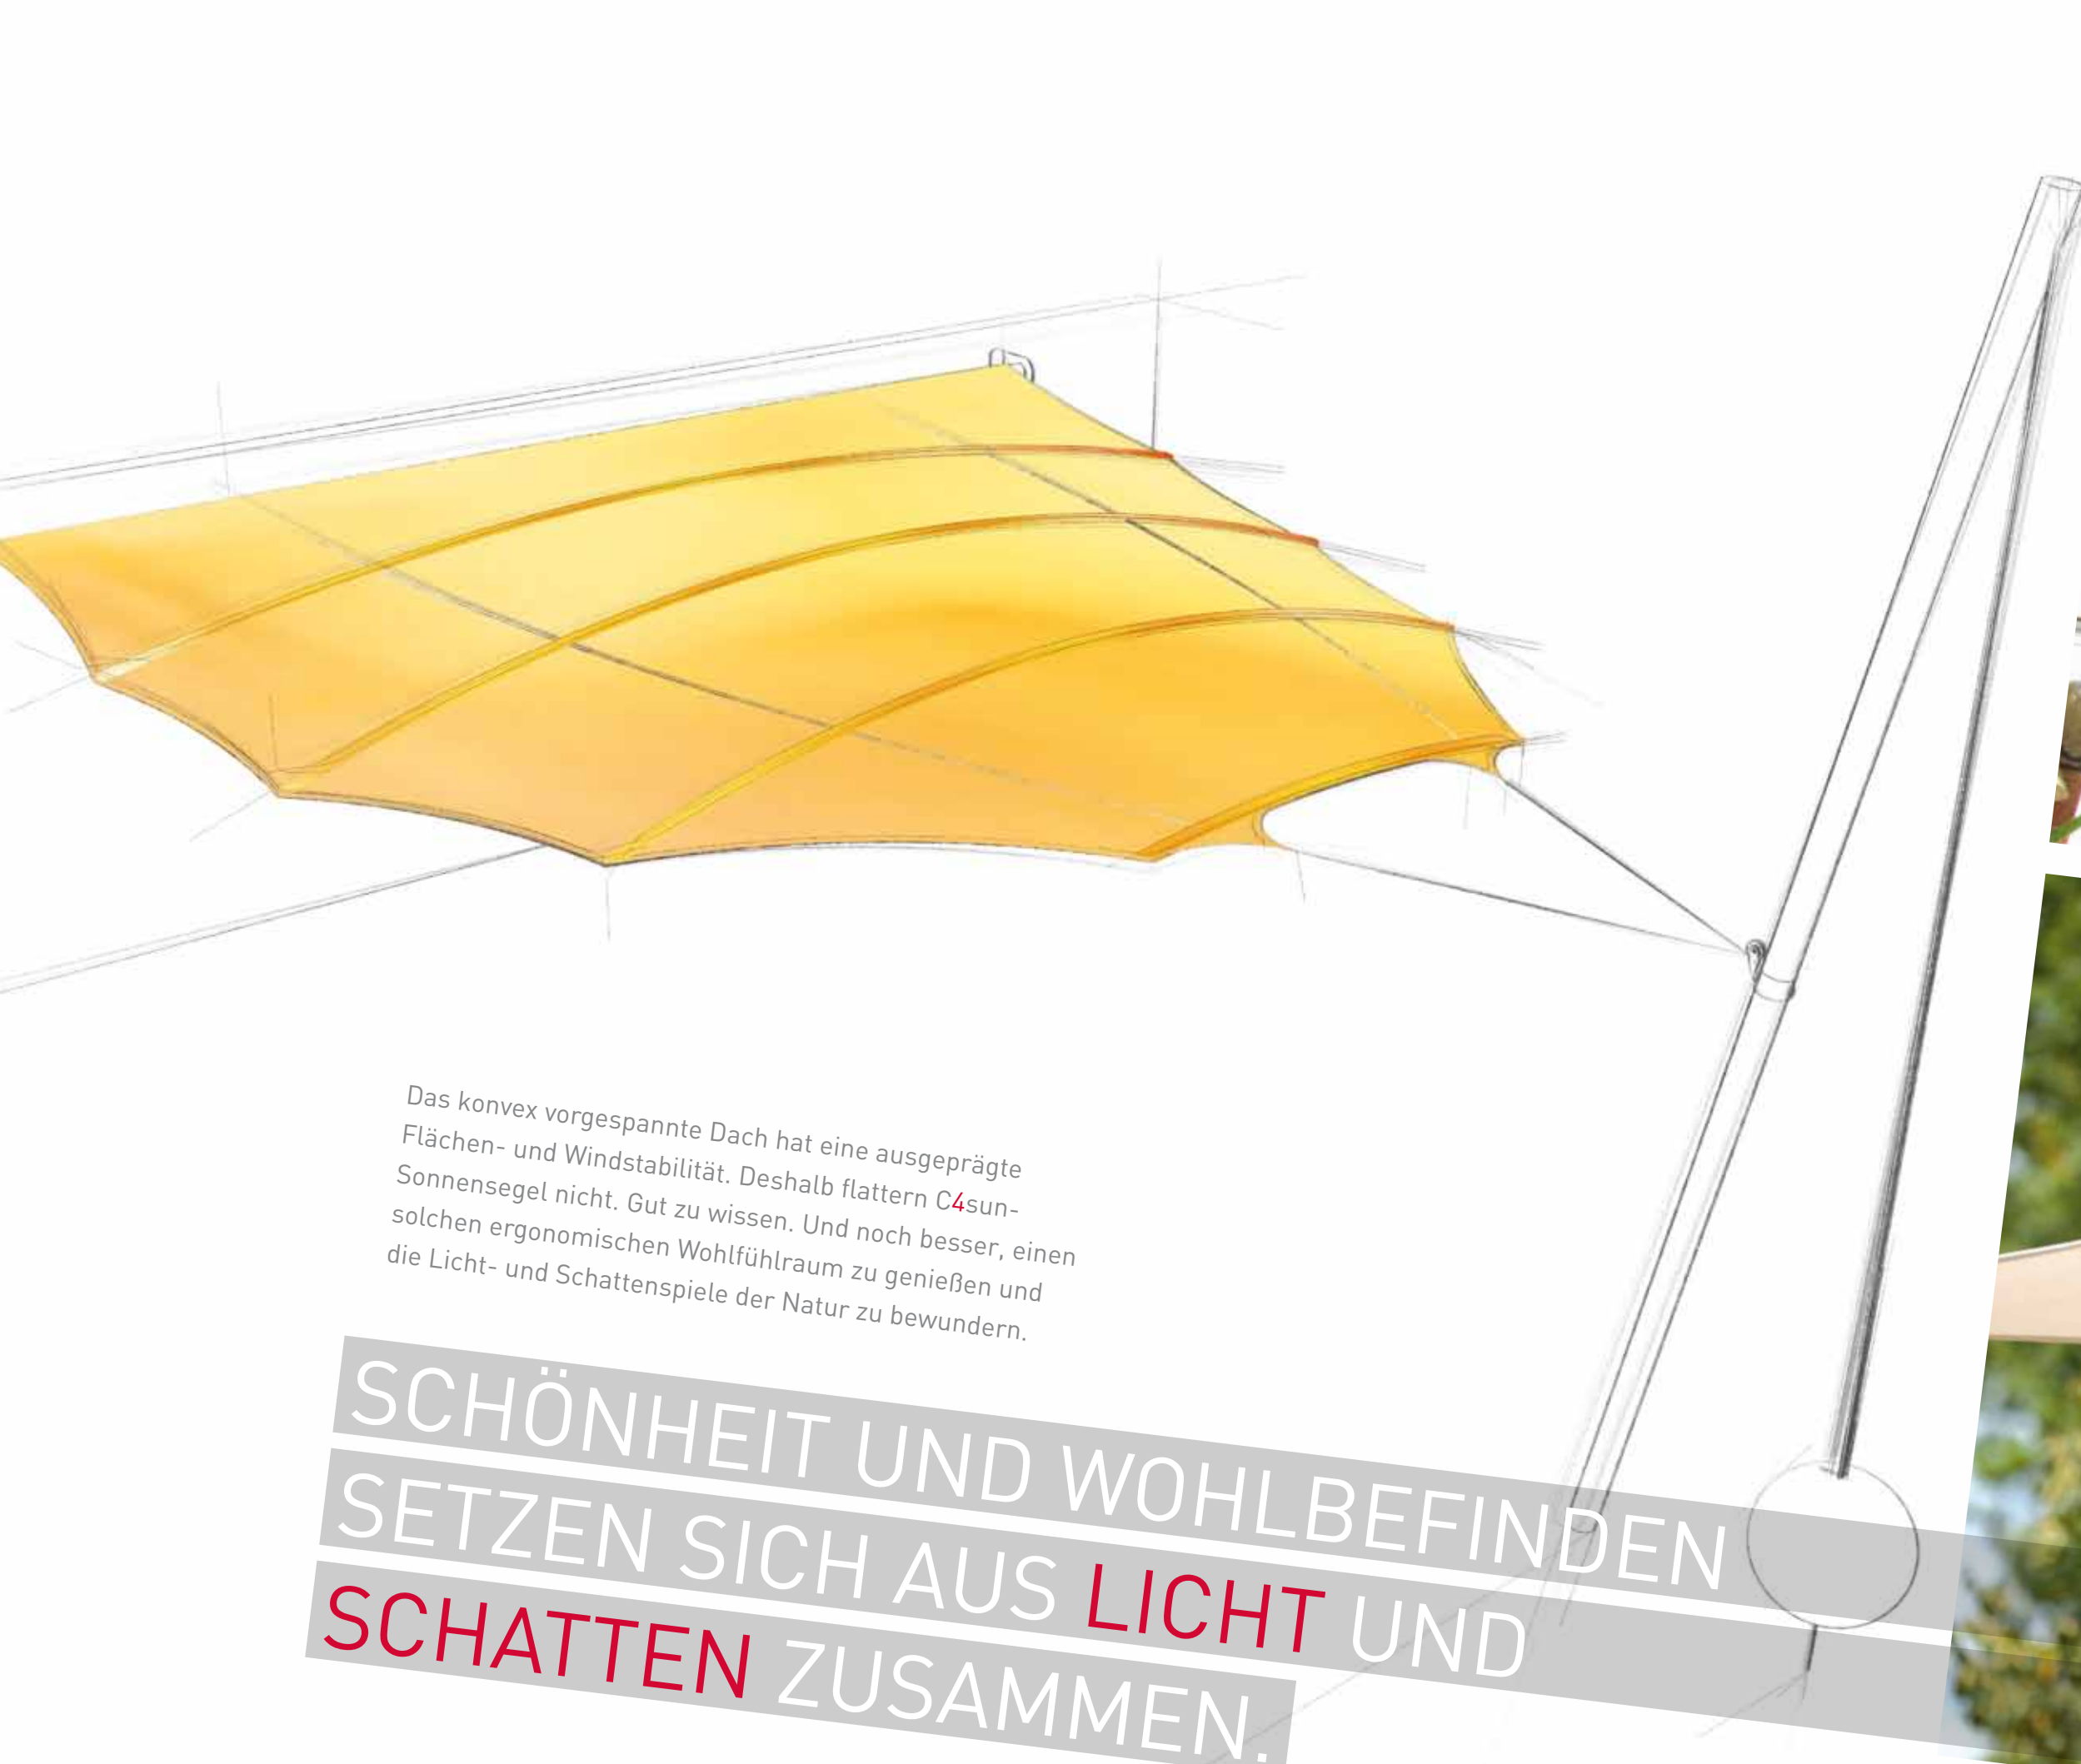 Das konvex vorgespannte Dach hat eine ausgeprägte
Flächen- und Windstabilität. Deshalb flattern C4sun-
Sonnensegel nicht. Gut zu wissen. Und noch besser, einen
solchen ergonomischen Wohlfühlraum zu genießen und
die Licht- und Schattenspiele der Natur zu bewundern.
SCHÖNHEIT UND WOHLBEFINDEN
SETZEN SICH AUS LICHT UND
SCHATTEN ZUSAMMEN.